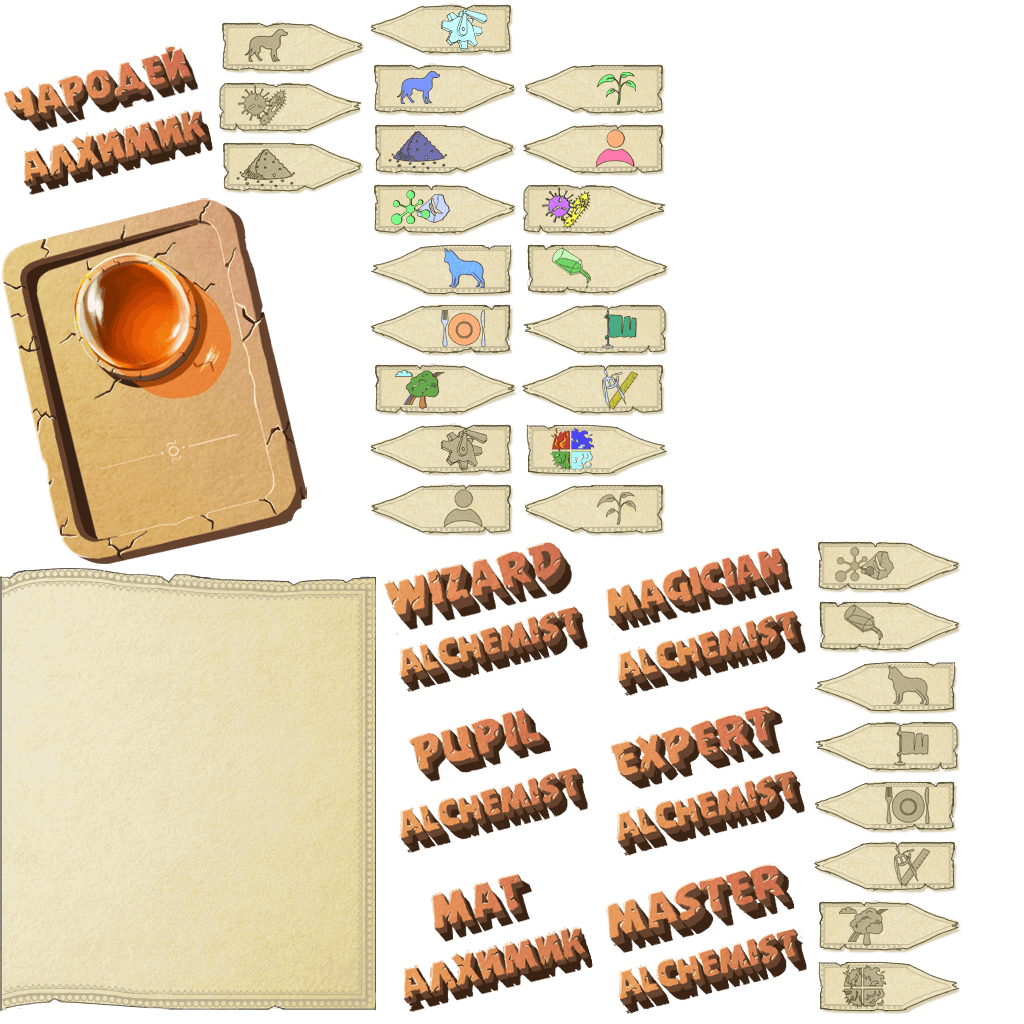 ЧАРОДЕЙ
АЛХИМИК
WIZARD
ALCHEMIST
MAGICIAN
ALCHEMIST
PUPIL
ALCHEMIST
EXPERT
ALCHEMIST
МАГ
АЛХИМИК
MASTER
ALCHEMIST